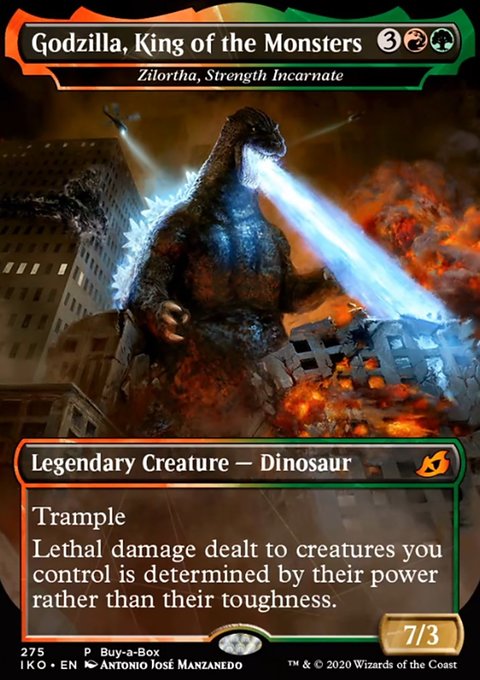 Godzilla, King of the Monsters 3
Zilortha, Strength Incarnate
Legendary Creature — Dinosaur
Trample
Lethal damage dealt to creatures you
control is determined by their power
rather than their toughness.
7/3
275 P Buy-a-Box
IKO • EN Antonio José Manzanedo ™ & © 2020 Wizards of the Coast